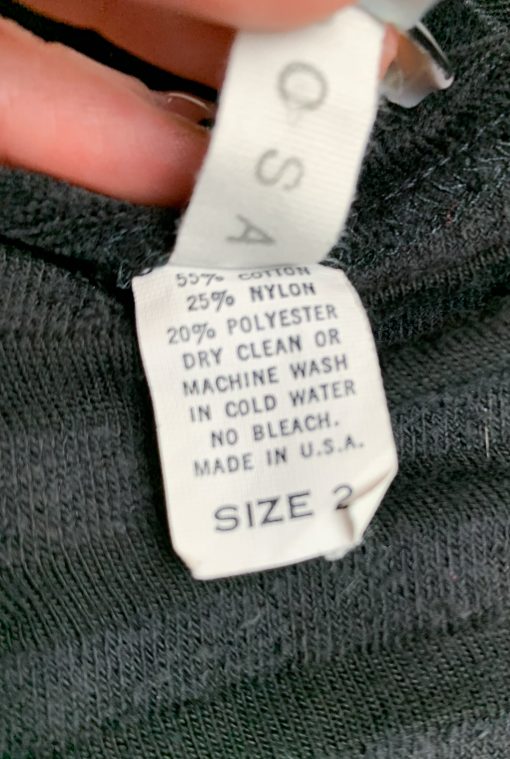 OSA
55% COTTON
25% NYLON
20% POLYESTER
DRY CLEAN OR
MACHINE WASH
IN COLD WATER
NO BLEACH.
MADE IN U.S.A.
SIZE 2